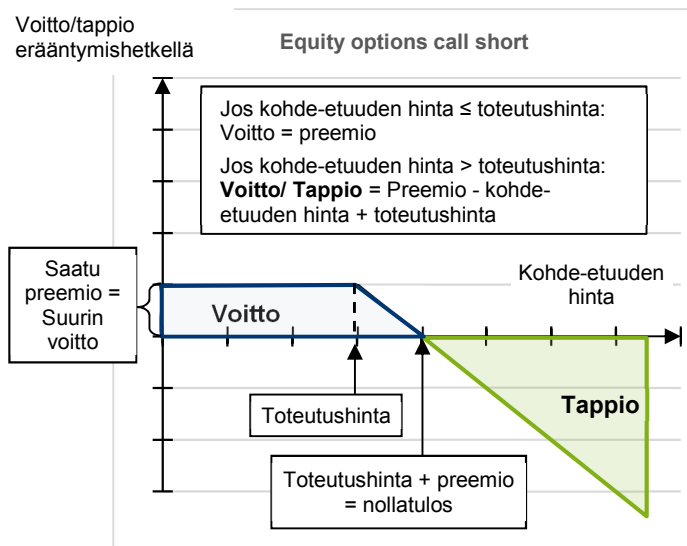 Voitto/tappio
erääntymishetkellä
Equity options call short
Jos kohde-etuuden hinta ≤ toteutushinta:
Voitto = preemio
Jos kohde-etuuden hinta > toteutushinta:
Voitto/ Tappio = Preemio - kohde-
etuuden hinta + toteutushinta
Saatu
preemio =
Suurin
voitto
Voitto
Kohde-etuuden
hinta
Tappio
Toteutushinta
Toteutushinta + preemio
= nollatulos